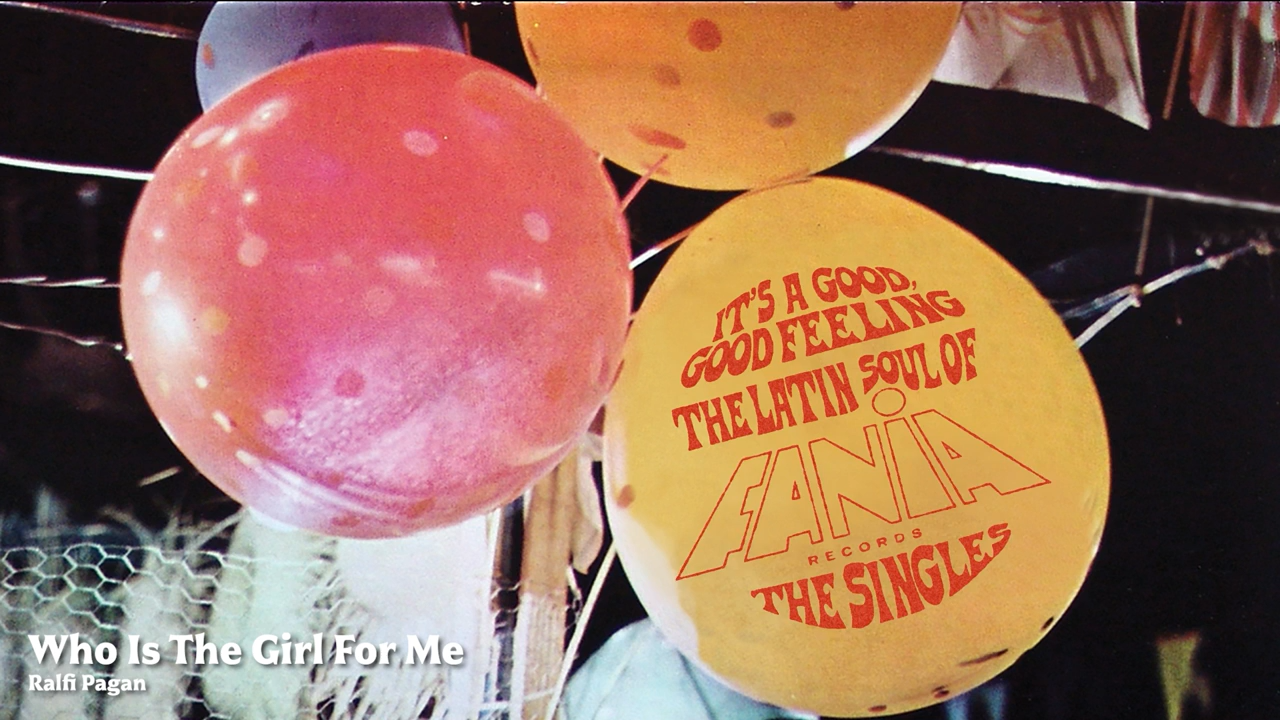 IT'S A GOOD,
GOOD FEELING
THE LATIN SOUL OF
FANIA
RECORDS
THE SINGLES
Who Is The Girl For Me
Ralfi Pagan